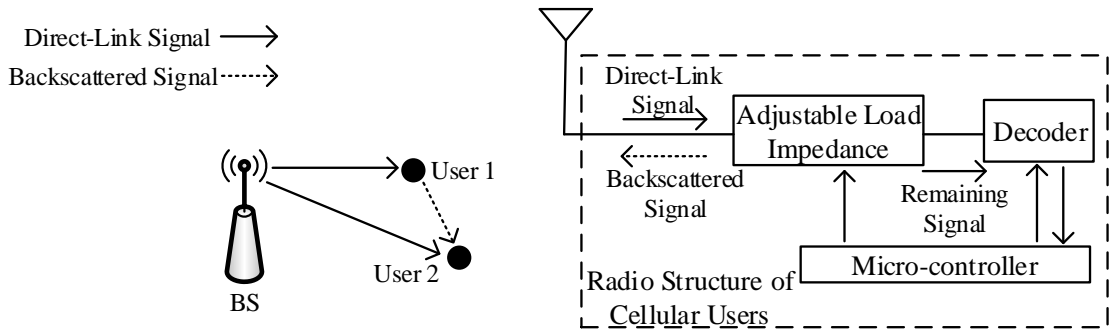 Direct-Link Signal
Backscattered Signal
User 1
User 2
BS
Direct-Link
Signal
Backscattered
Signal
Adjustable Load
Impedance
Decoder
Remaining
Signal
Micro-controller
Radio Structure of
Cellular Users